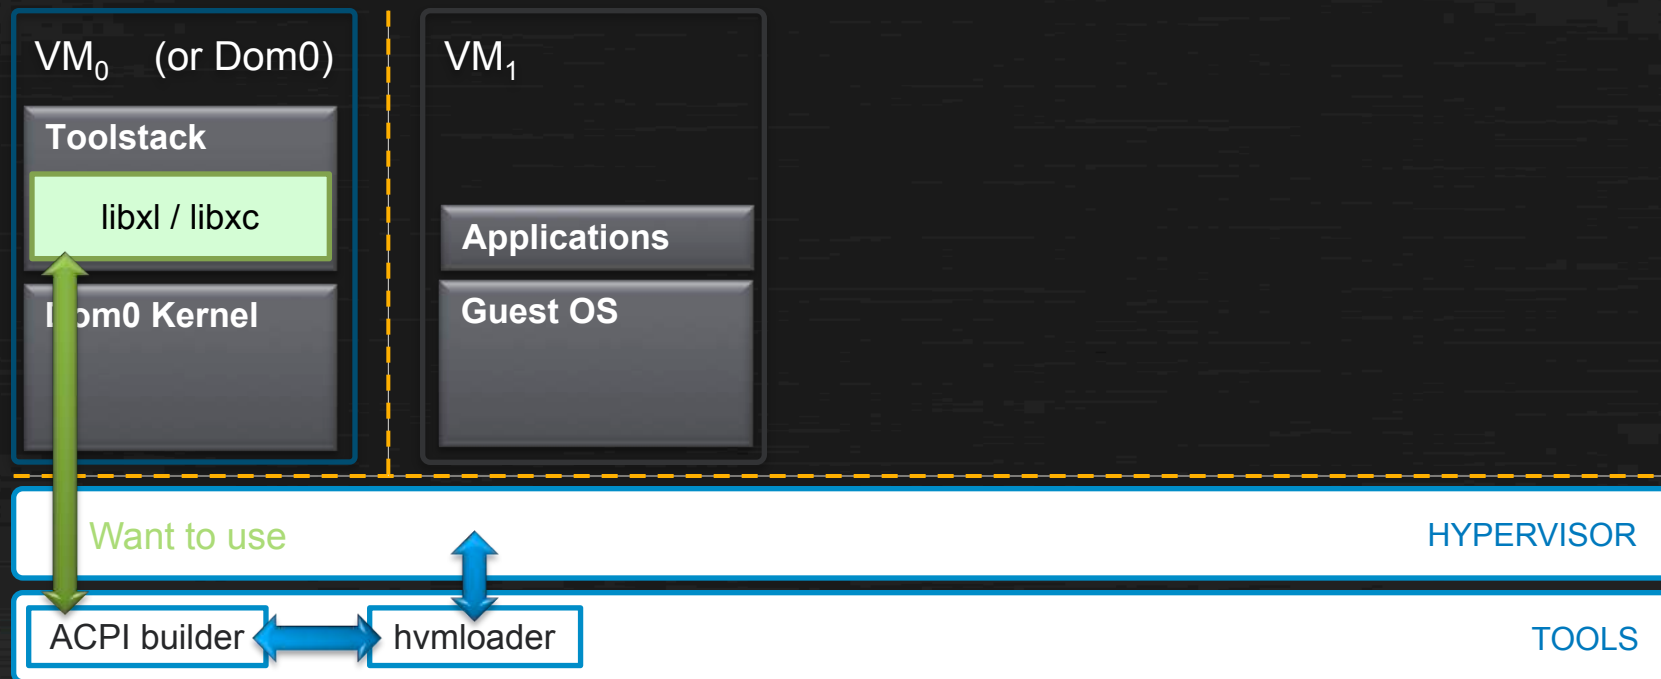 VM0 (or Dom0)
Toolstack
libxl / libxc
Dom0 Kernel
VM1
Applications
Guest OS
Want to use
HYPERVISOR
ACPI builder
hvmloader
TOOLS